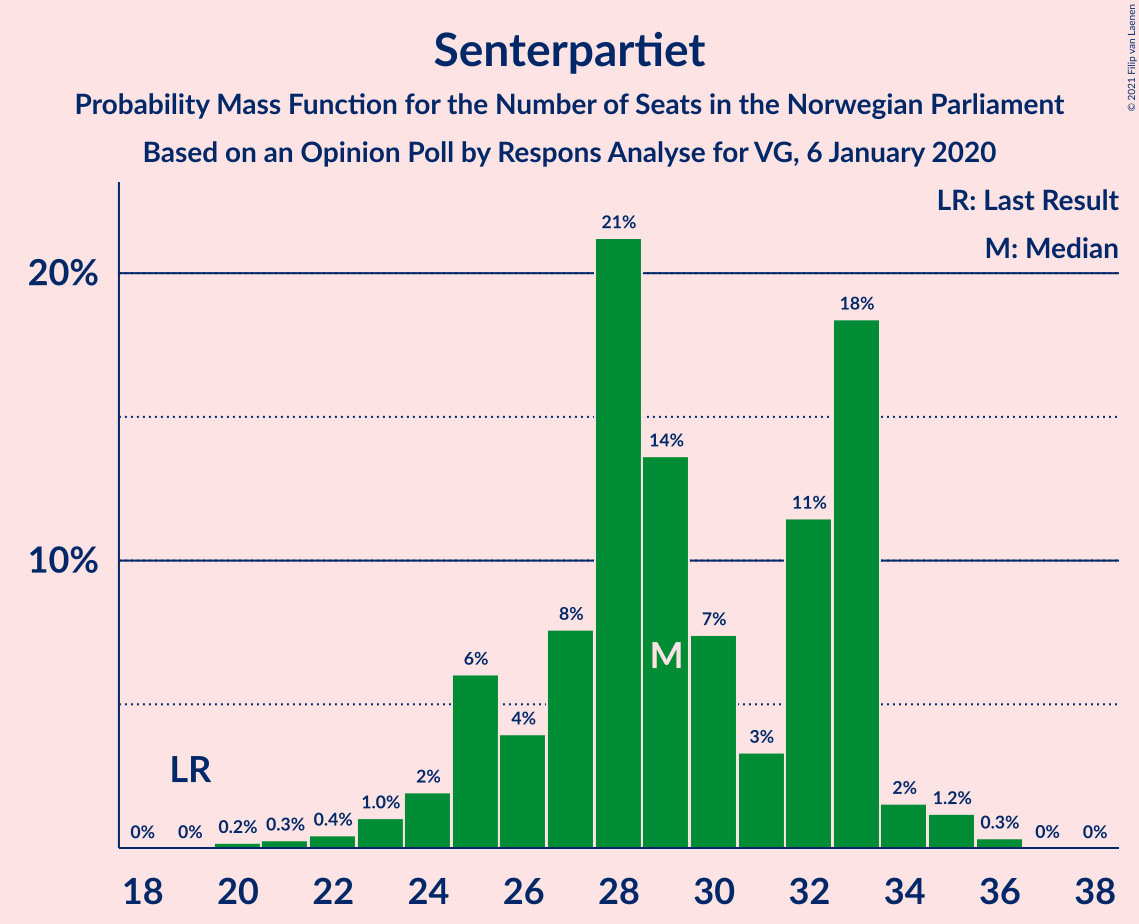 Senterpartiet
Probability Mass Function for the Number of Seats in the Norwegian Parliament
Based on an Opinion Poll by Respons Analyse for VG, 6 January 2020
© 2021 Filip van Laenen
LR: Last Result
M: Median
20%
10%
21%
18%
14%
11%
8%
7%
6%
4%
3%
2%
2%
1.2%
1.0%
0.4%
0.3%
0.3%
0.2%
0%
0%
0%
0%
LR
M
18 20 22 24 26 28 30 32 34 36 38